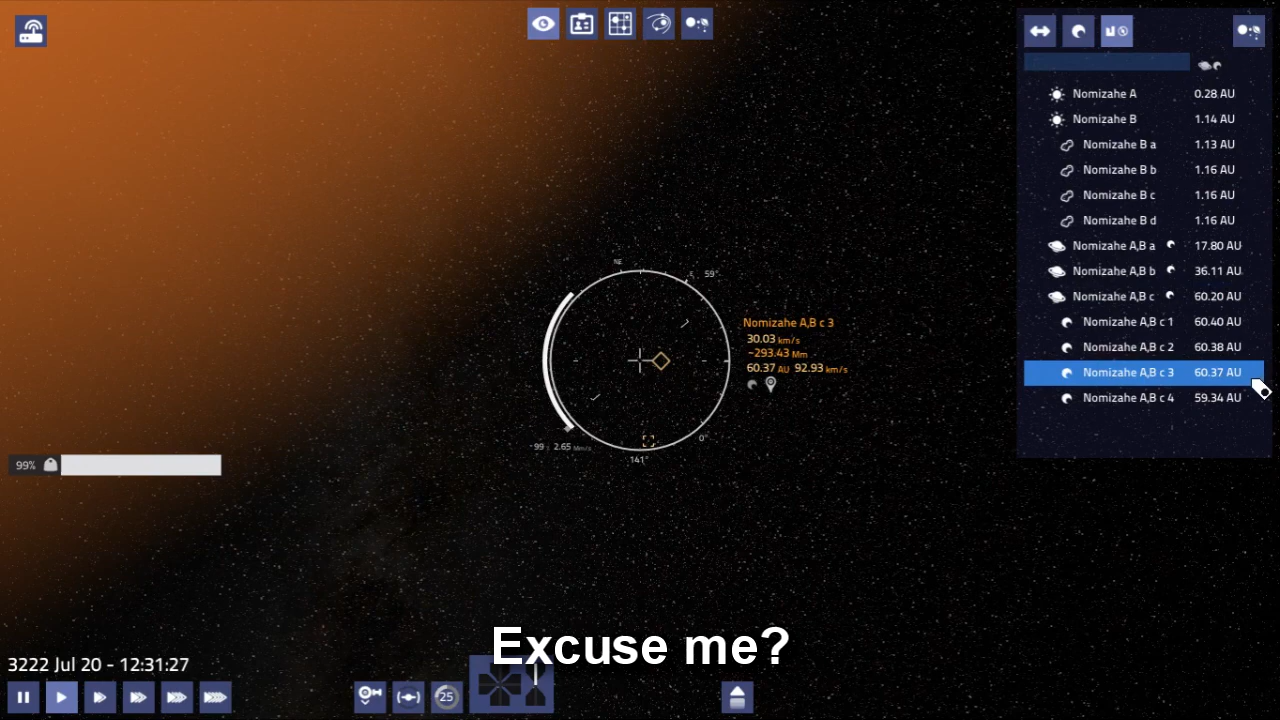 Nomizahe A 0.28 AU
Nomizahe B 1.14 AU
Nomizahe B a 1.13 AU
Nomizahe B b 1.16 AU
Nomizahe B c 1.16 AU
Nomizahe B d 1.16 AU
Nomizahe A,B a 17.80 AU
Nomizahe A,B b 36.11 AU
Nomizahe A,B c 60.20 AU
Nomizahe A,B c 1 60.40 AU
Nomizahe A,B c 2 60.38 AU
Nomizahe A,B c 3 60.37 AU
Nomizahe A,B c 4 59.34 AU
NE
E 59°
Nomizahe A,B c 3
30.03 km/s
-293.43 Mm
60.37 AU 92.93 km/s
0°
-99 : 2.65 Mm/s
141°
99%
Excuse me?
3222 Jul 20 - 12:31:27
25